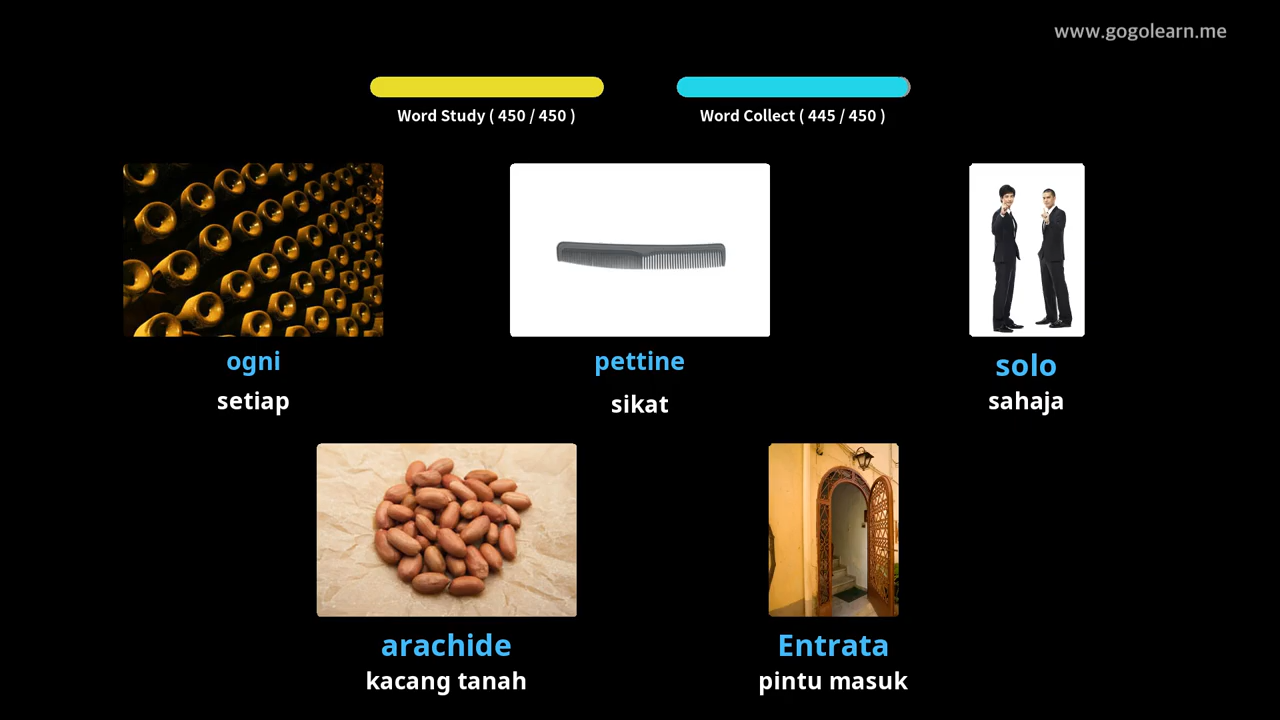 www.gogolearn.me
Word Study ( 450 / 450 )
Word Collect ( 445 / 450 )
ogni
pettine
solo
setiap
sikat
sahaja
arachide
Entrata
kacang tanah
pintu masuk